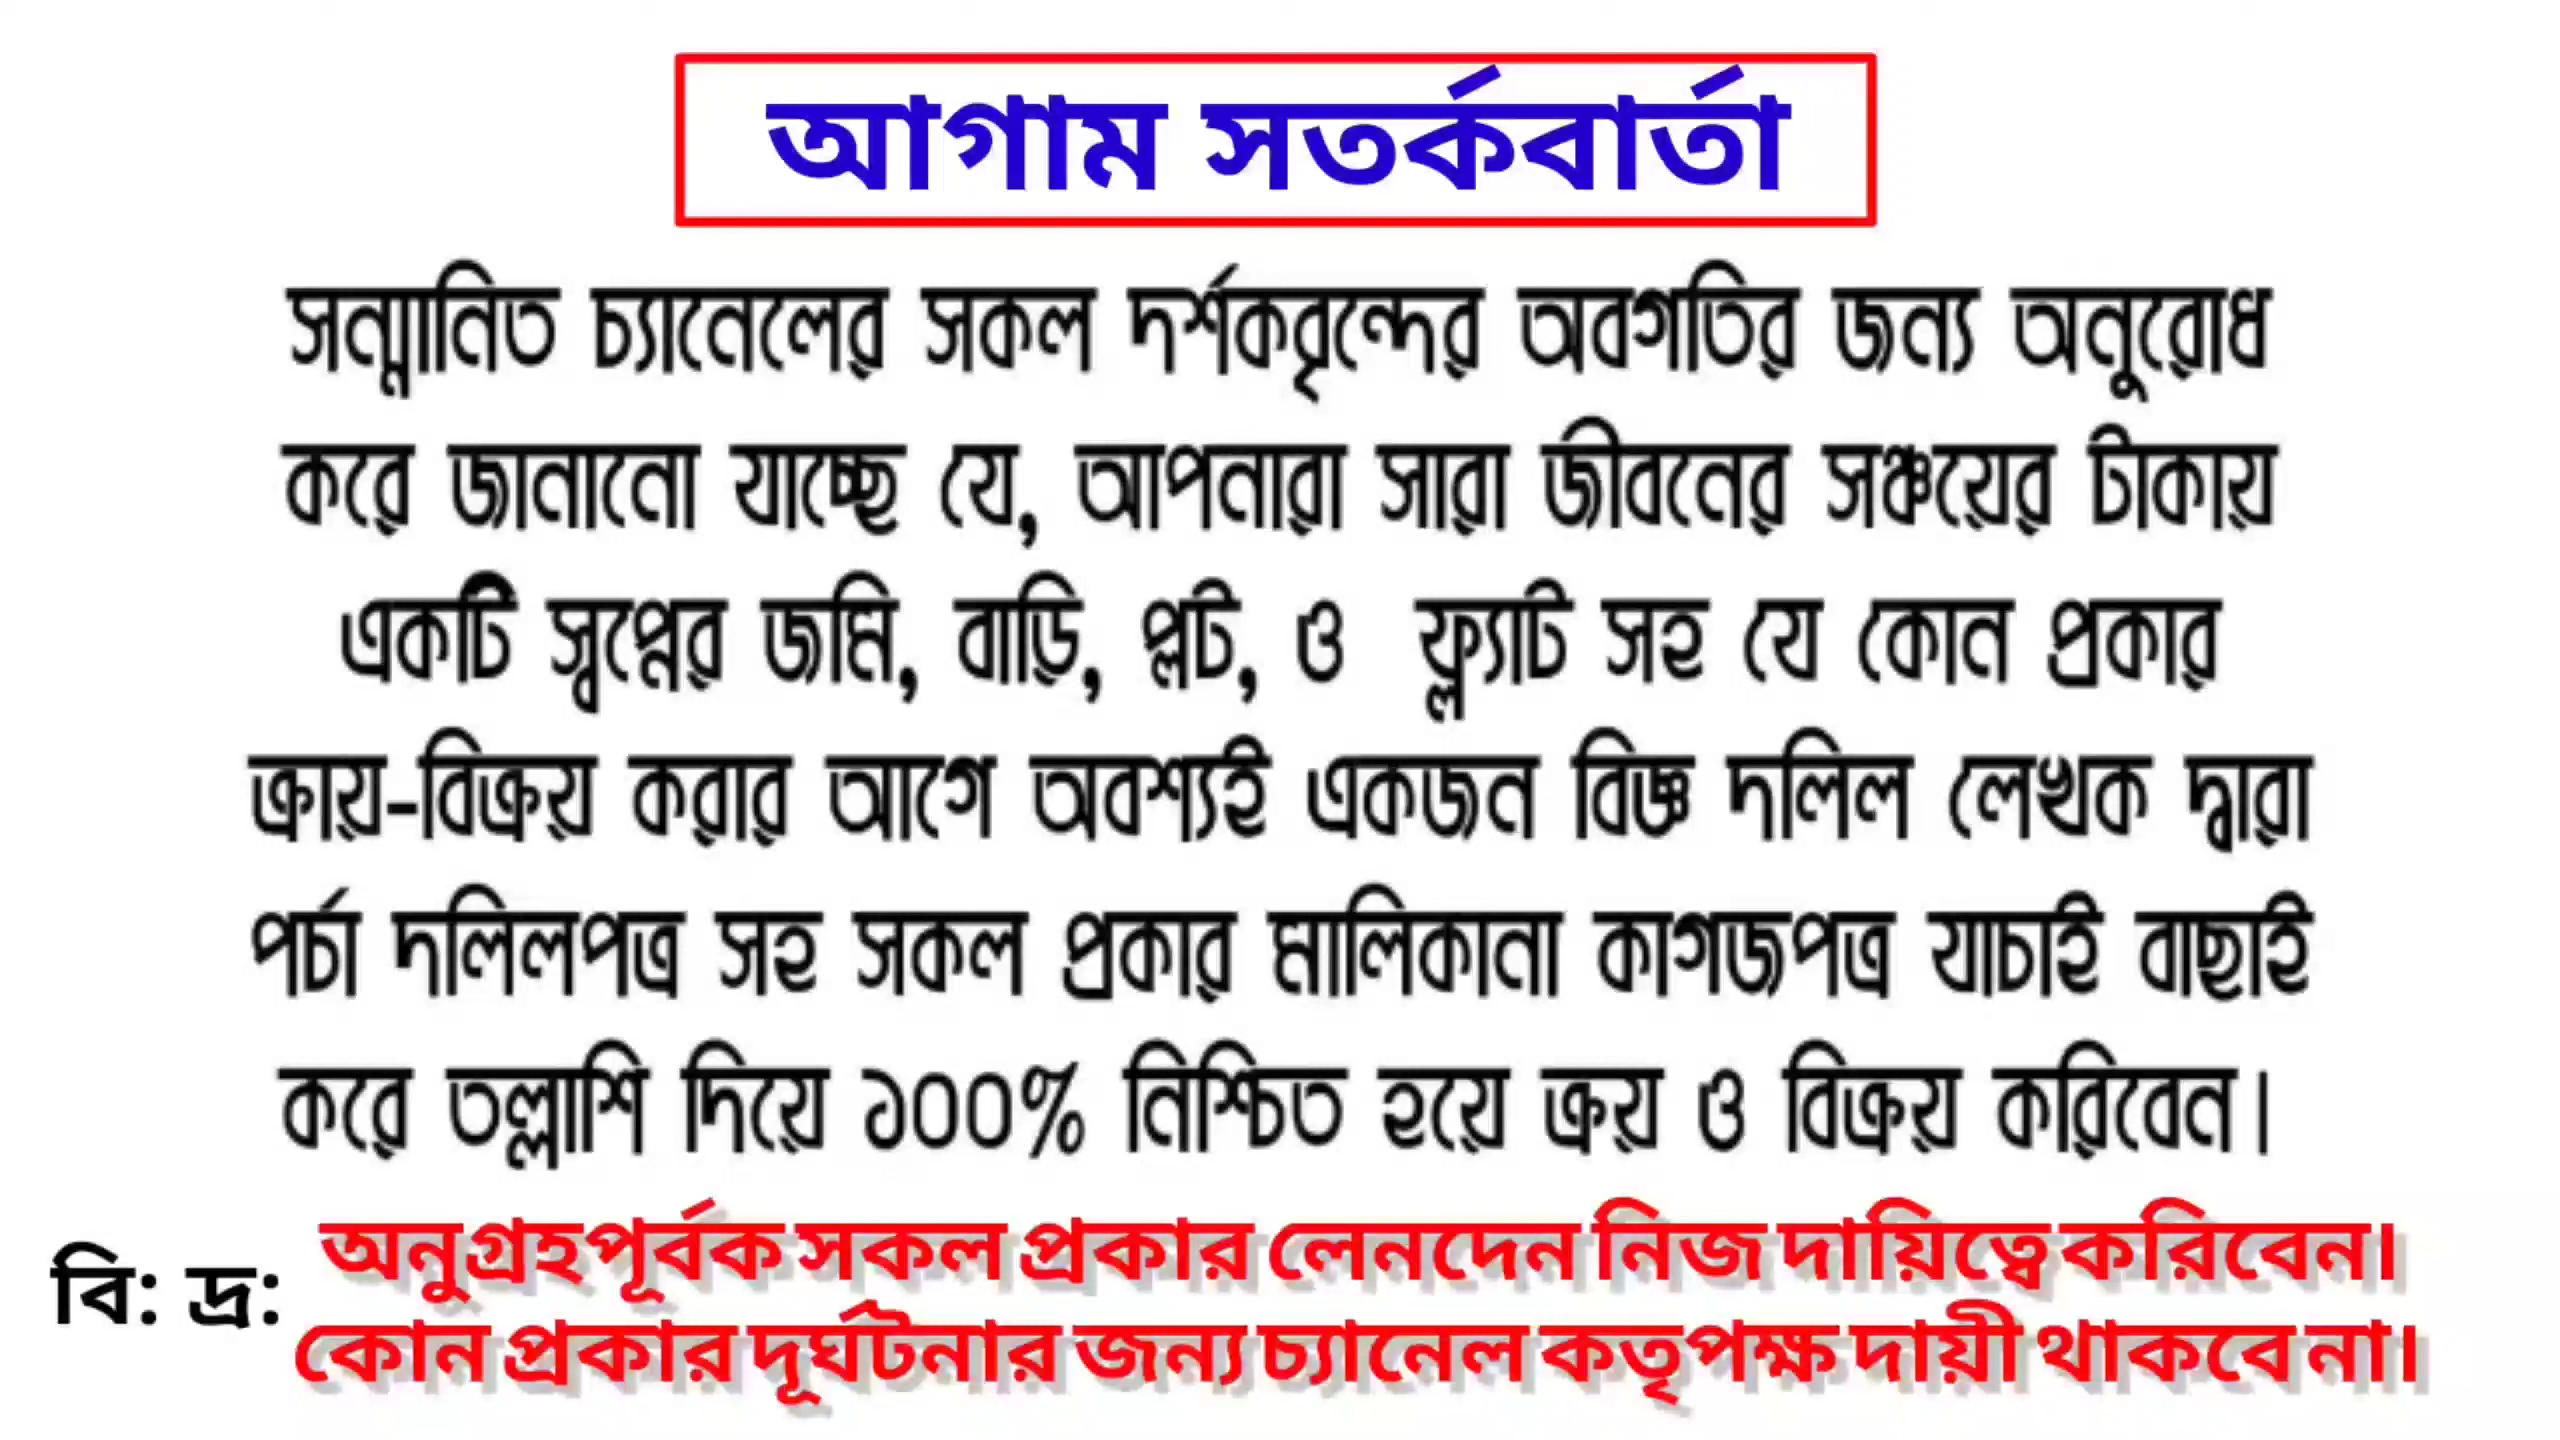 আগাম সতর্কবার্তা
সন্মানিত চ্যানেলের সকল দর্শকবৃন্দের অবগতির জন্য অনুরোধ
করে জানানো যাচ্ছে যে, আপনারা সারা জীবনের সঞ্চয়ের টাকায়
একটি স্বপ্নের জমি, বাড়ি, প্লট, ও ফ্ল্যাট সহ যে কোন প্রকার
ক্রায়-বিক্রয় করার আগে অবশ্যই একজন বিজ্ঞ দলিল লেখক দ্বারা
পর্চা দলিলপত্র সহ সকল প্রকার মালিকানা কাগজপত্র যাচাই বাছাই
করে তল্লাশি দিয়ে ১০০% নিশ্চিত হয়ে ক্রয় ও বিক্রয় করিবেন।
বি: দ্র: অনুগ্রহপূর্বক সকল প্রকার লেনদেন নিজ দায়িত্বে করিবেন।
কোন প্রকার দূর্ঘটনার জন্য চ্যানেল কতৃপক্ষ দায়ী থাকবে না।